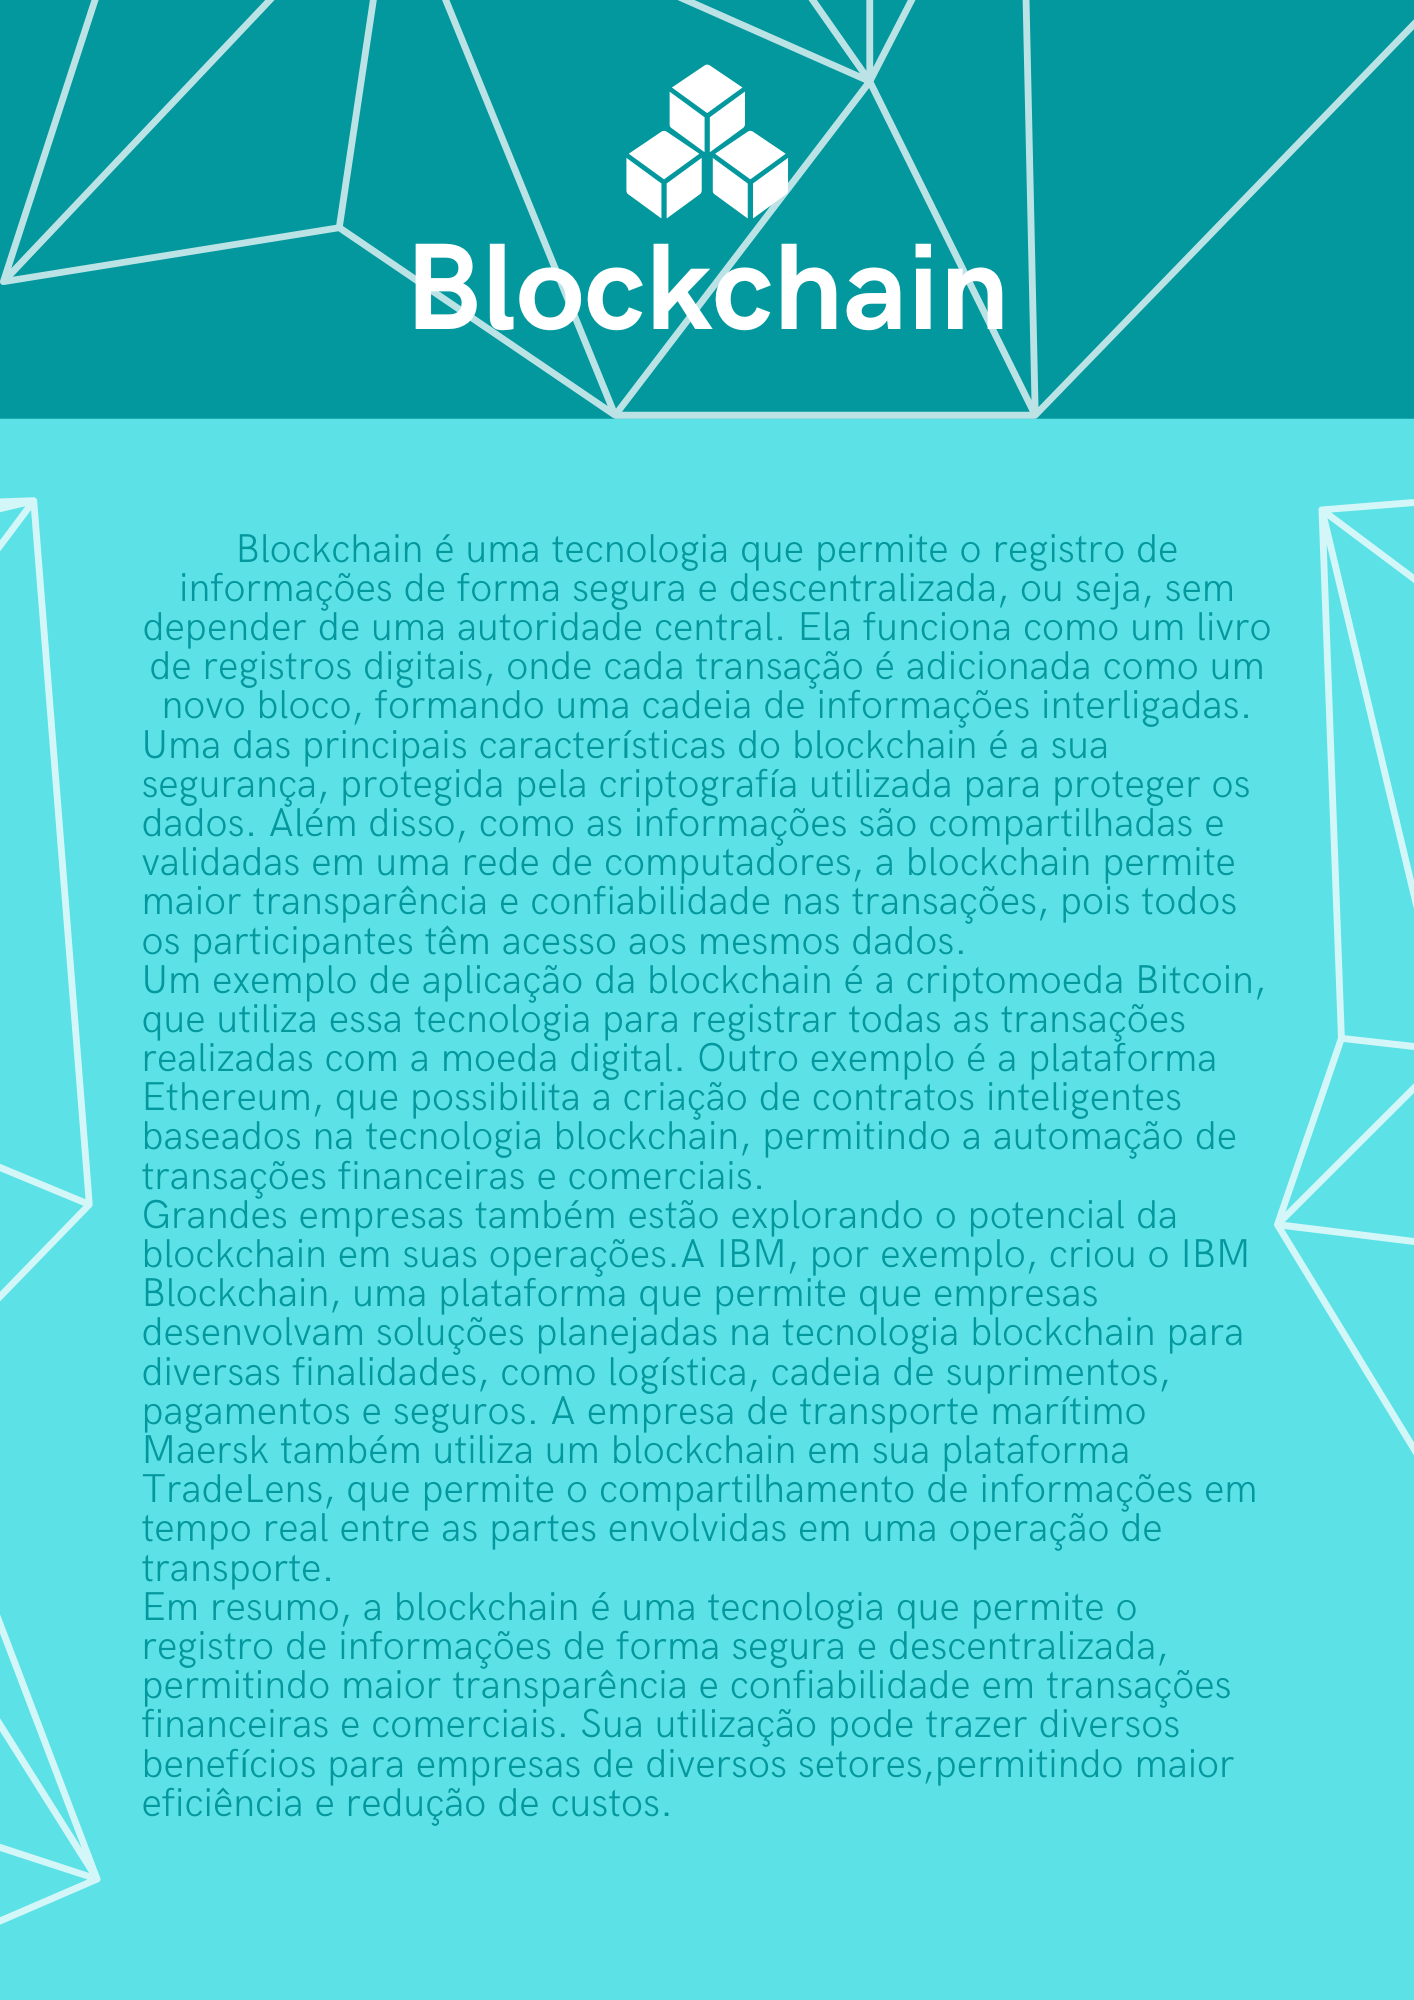 Blockchain
Blockchain é uma tecnologia que permite o registro de
informações de forma segura e descentralizada, ou seja, sem
depender de uma autoridade central. Ela funciona como um livro
de registros digitais, onde cada transação é adicionada como um
novo bloco, formando uma cadeia de informações interligadas.
Uma das principais características do blockchain é a sua
segurança, protegida pela criptografía utilizada para proteger os
dados. Além disso, como as informações são compartilhadas e
validadas em uma rede de computadores, a blockchain permite
maior transparência e confiabilidade nas transações, pois todos
os participantes têm acesso aos mesmos dados.
Um exemplo de aplicação da blockchain é a criptomoeda Bitcoin,
que utiliza essa tecnologia para registrar todas as transações
realizadas com a moeda digital. Outro exemplo é a plataforma
Ethereum, que possibilita a criação de contratos inteligentes
baseados na tecnologia blockchain, permitindo a automação de
transações financeiras e comerciais.
Grandes empresas também estão explorando o potencial da
blockchain em suas operações.A IBM, por exemplo, criou o IBM
Blockchain, uma plataforma que permite que empresas
desenvolvam soluções planejadas na tecnologia blockchain para
diversas finalidades, como logística, cadeia de suprimentos,
pagamentos e seguros. A empresa de transporte marítimo
Maersk também utiliza um blockchain em sua plataforma
TradeLens, que permite o compartilhamento de informações em
tempo real entre as partes envolvidas em uma operação de
transporte.
Em resumo, a blockchain é uma tecnologia que permite o
registro de informações de forma segura e descentralizada,
permitindo maior transparência e confiabilidade em transações
financeiras e comerciais. Sua utilização pode trazer diversos
benefícios para empresas de diversos setores,permitindo maior
eficiência e redução de custos.